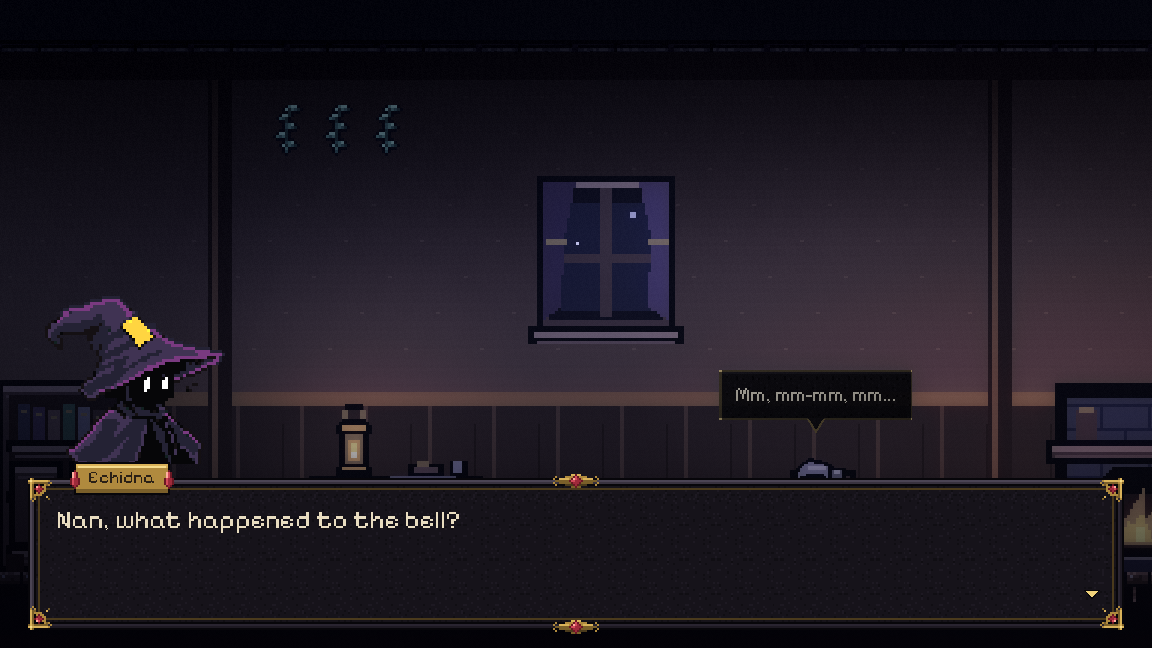 Mm, mm-mm, mm...
Echidna
Nan, what happened to the bell?